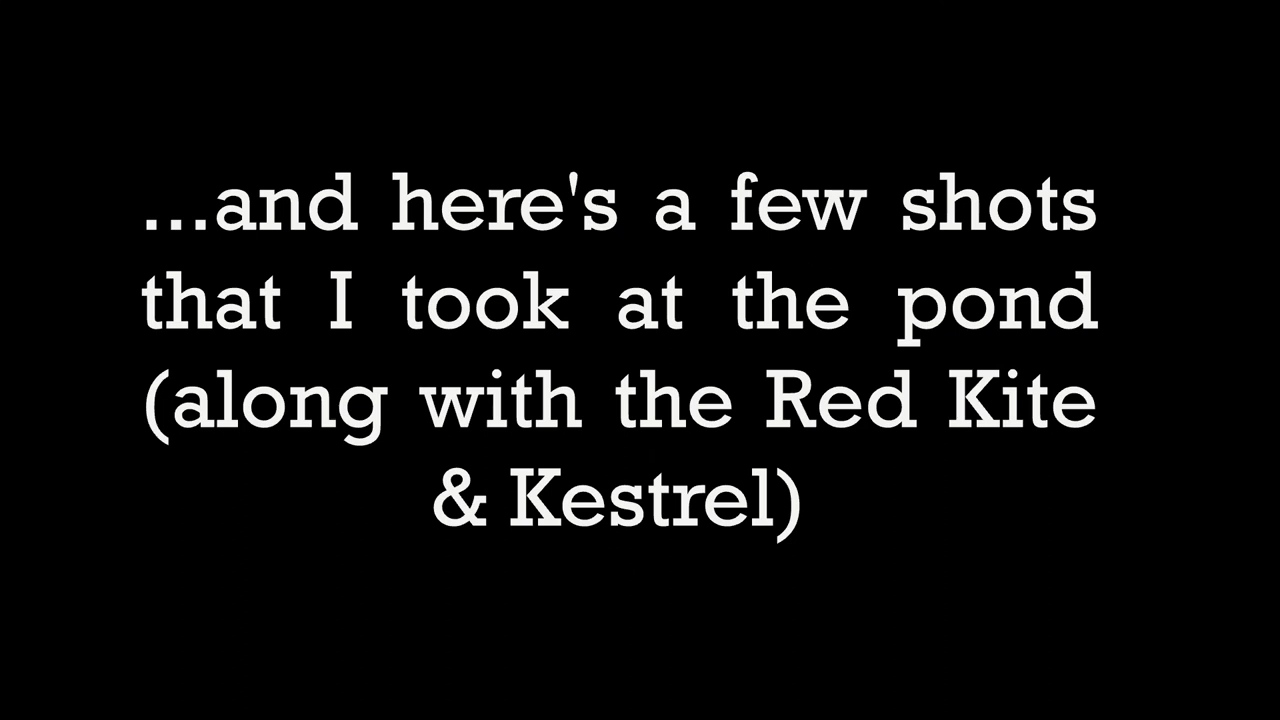 ...and here's a few shots
that I took at the pond
(along with the Red Kite
& Kestrel)